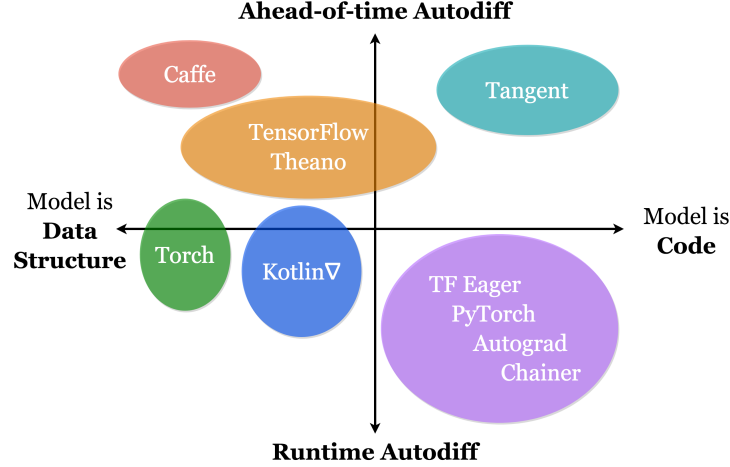 Ahead-of-time Autodiff
Caffe
Tangent
TensorFlow
Theano
Model is
Data
Structure
Model is
Code
Torch
Kotlin∇
TF Eager
PyTorch
Autograd
Chainer
Runtime Autodiff